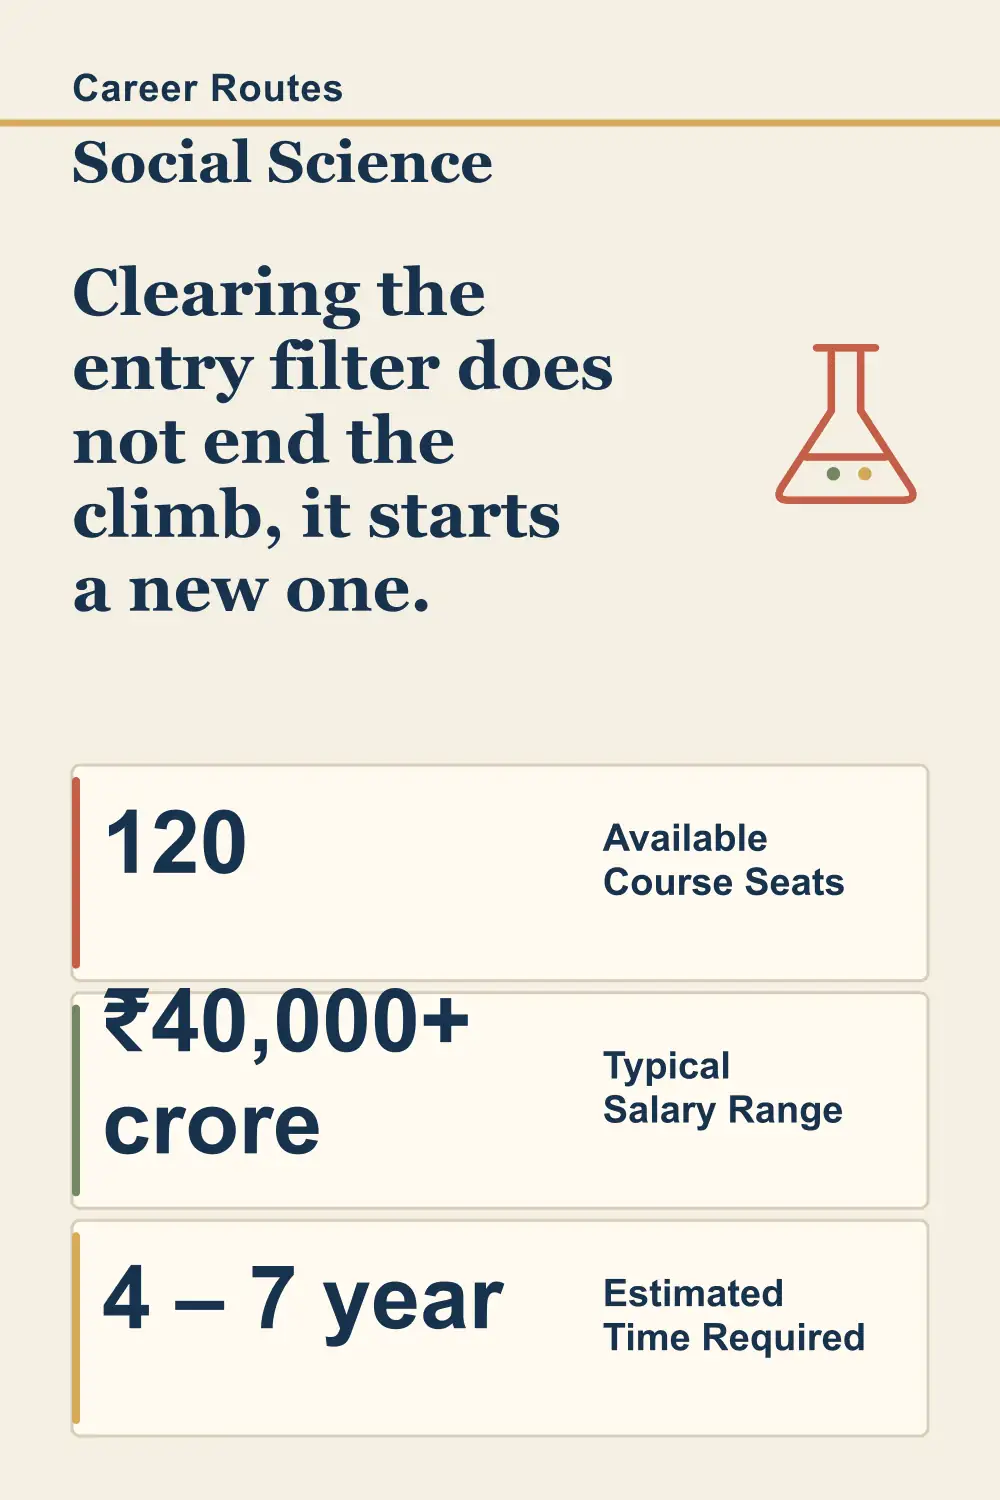 Career Routes
Social Science
Clearing the
entry filter does
not end the
climb, it starts
a new one.
120
Available
Course Seats
₹40,000+
crore
Typical
Salary Range
4 – 7 year
Estimated
Time Required